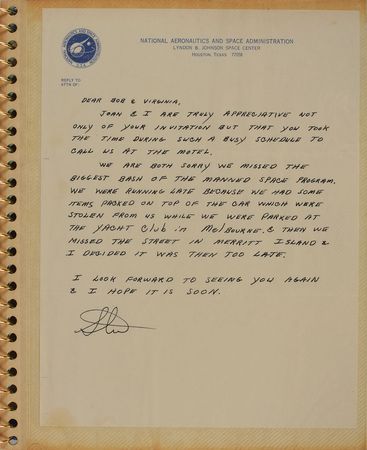 NATIONAL AERONAUTICS AND SPACE ADMINISTRATION
LYNDON B. JOHNSON SPACE CENTER
HOUSTON, TEXAS 77058
REPLY TO
ATTN OF:
DEAR BOB & VIRGINIA,
JOAN & I ARE TRULY APPRECIATIVE NOT
ONLY OF YOUR INVITATION BUT THAT YOU TOOK
THE TIME DURING SUCH A BUSY SCHEDULE TO
CALL US AT THE MOTEL.
WE ARE BOTH SORRY WE MISSED THE
BIGGEST BASH OF THE MANNED SPACE PROGRAM.
WE WERE RUNNING LATE BECAUSE WE HAD SOME
ITEMS PACKED ON TOP OF THE CAR WHICH WERE
STOLEN FROM US WHILE WE WERE PARKED AT
THE YACHT Club in MelBOURNE. & THEN WE
MISSED THE STREET IN MERRITT ISLAND &
I DECIDED IT WAS THEN TOO LATE.
I LOOK FORWARD TO SEEING YOU AGAIN
& I HOPE IT IS SOON.